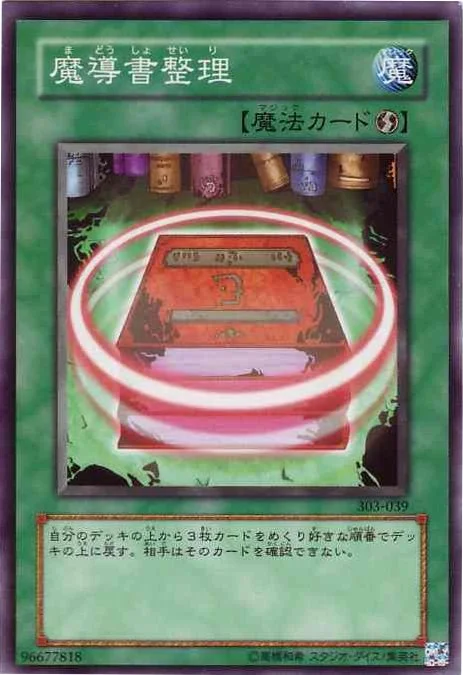 魔導書整理
魔
【魔法カード】
303-039
自分のデッキの上から3枚カードをめくり好きな順番でデッ
キの上に戻す。相手はそのカードを確認できない。
96677818
©高橋和希 スタジオ・ダイス/集英社